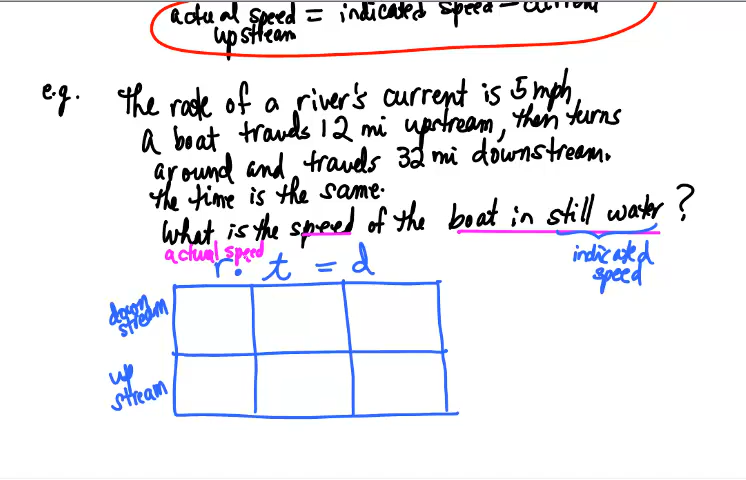 actual speed = indicated speed - current
upstream
e.g. The rate of a river's current is 5 mph,
A boat travels 12 mi upstream, then turns
around and travels 32 mi downstream.
The time is the same.
What is the speed of the boat in still water?
actual speed
indicated
speed
r. t = d
down
stream
up
stream